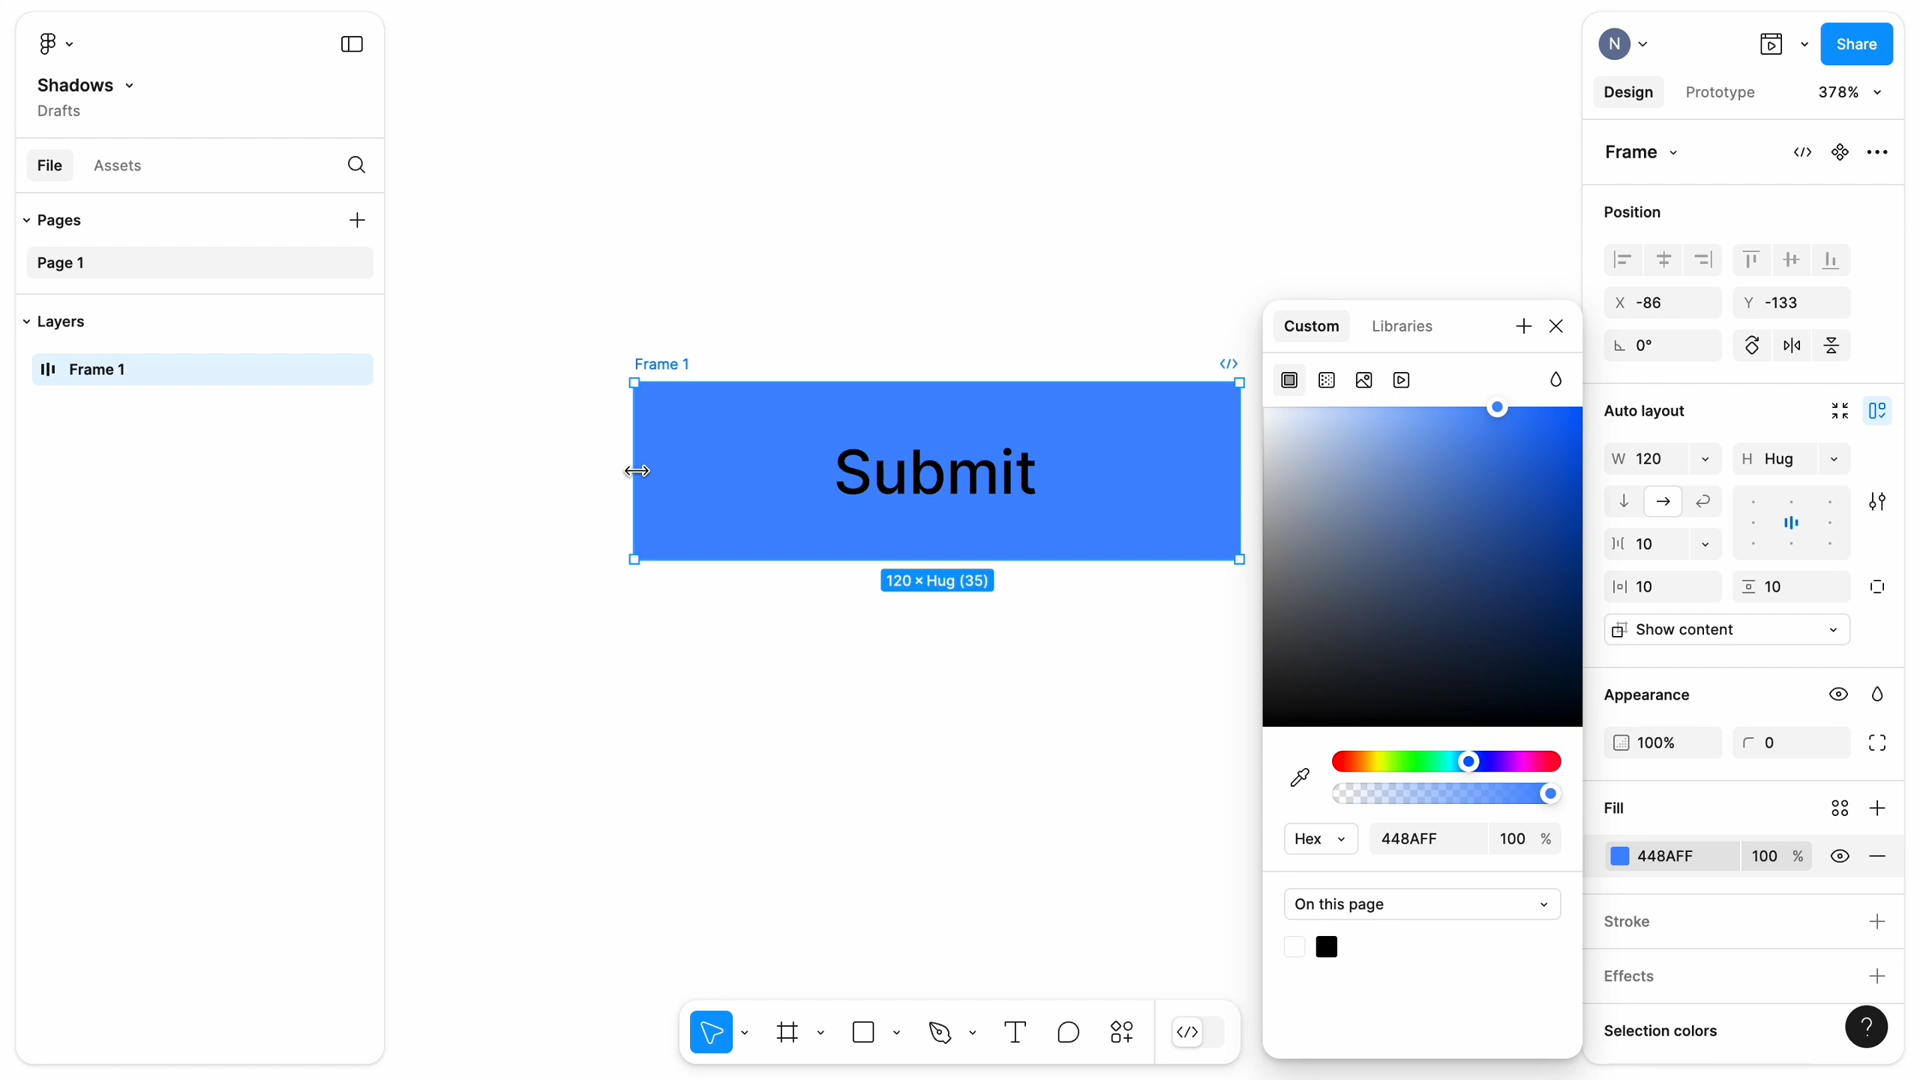 Shadows
Drafts
File Assets
Pages
Page 1
Layers
Frame 1
Frame 1
Submit
120 × Hug (35)
Custom Libraries
Hex 448AFF 100 %
On this page
N Share
Design Prototype 378%
Frame
Position
X -86 Y -133
0°
Auto layout
W 120 H Hug
10
10 10
Show content
Appearance
100% 0
Fill
448AFF 100 %
Stroke
Effects
Selection colors
?